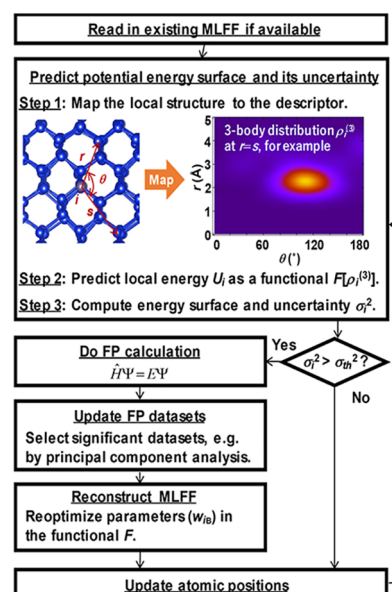 Read in existing MLFF if available
Predict potential energy surface and its uncertainty
Step 1: Map the local structure to the descriptor.
r
θ
i
s
Map
r(Å)
5
4
3
2
1
0
3-body distribution ρᵢ⁽³⁾
at r=s, for example
0 60 120 180
θ(°)
Step 2: Predict local energy Uᵢ as a functional F[ρᵢ⁽³⁾].
Step 3: Compute energy surface and uncertainty σᵢ².
Do FP calculation
ĤΨ=EΨ
Yes
σᵢ²>σₜₕ²?
No
Update FP datasets
Select significant datasets, e.g.
by principal component analysis.
Reconstruct MLFF
Reoptimize parameters (w_iB) in
the functional F.
Update atomic positions